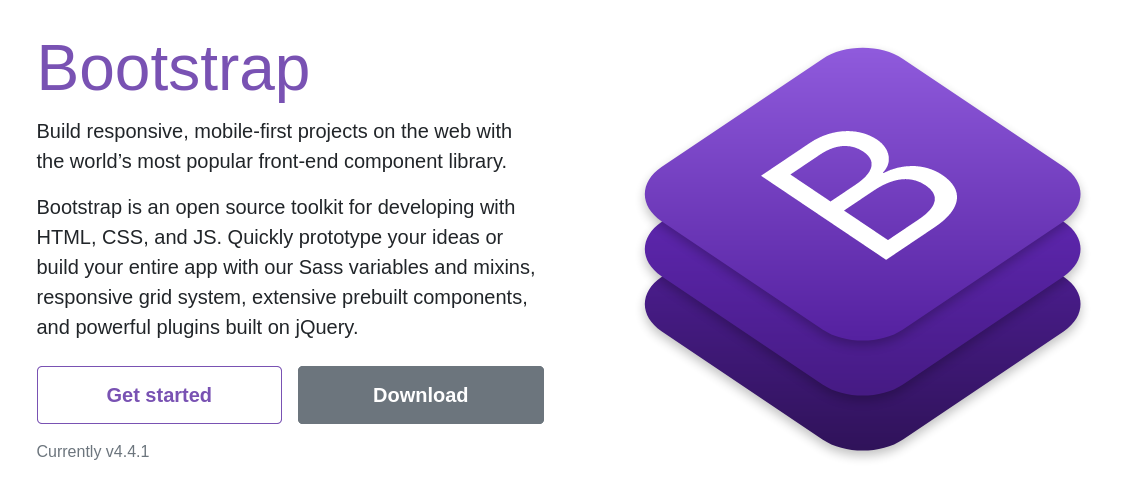 Bootstrap
Build responsive, mobile-first projects on the web with
the world’s most popular front-end component library.
Bootstrap is an open source toolkit for developing with
HTML, CSS, and JS. Quickly prototype your ideas or
build your entire app with our Sass variables and mixins,
responsive grid system, extensive prebuilt components,
and powerful plugins built on jQuery.
Get started
Download
Currently v4.4.1
B